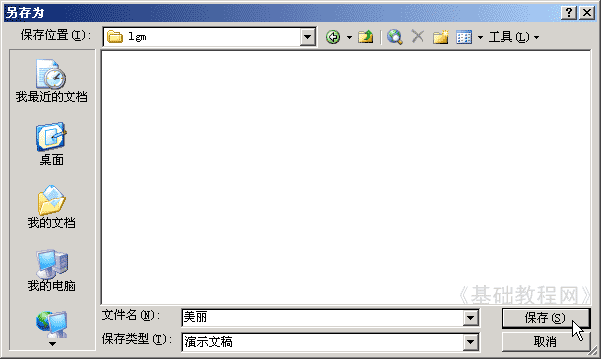 另存为
保存位置(I):
lgm
工具(L)
我最近的文档
桌面
我的文档
我的电脑
《基础教程网》
文件名(N):
美丽
保存(S)
保存类型(T):
演示文稿
取消